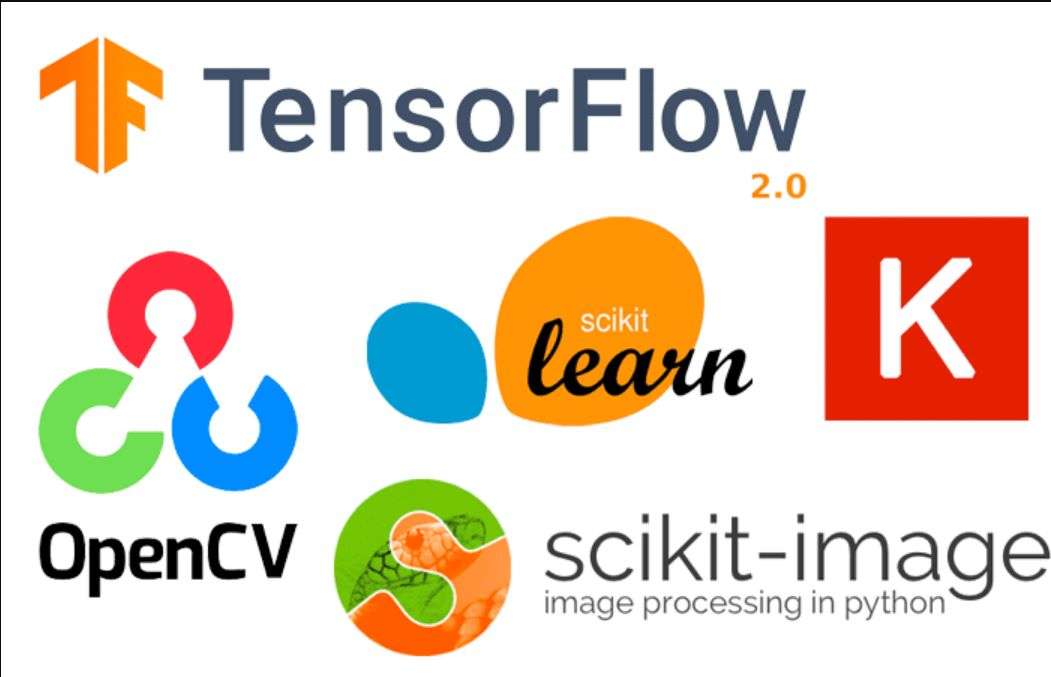 TensorFlow
2.0
scikit
learn
K
OpenCV
scikit-image
image processing in python